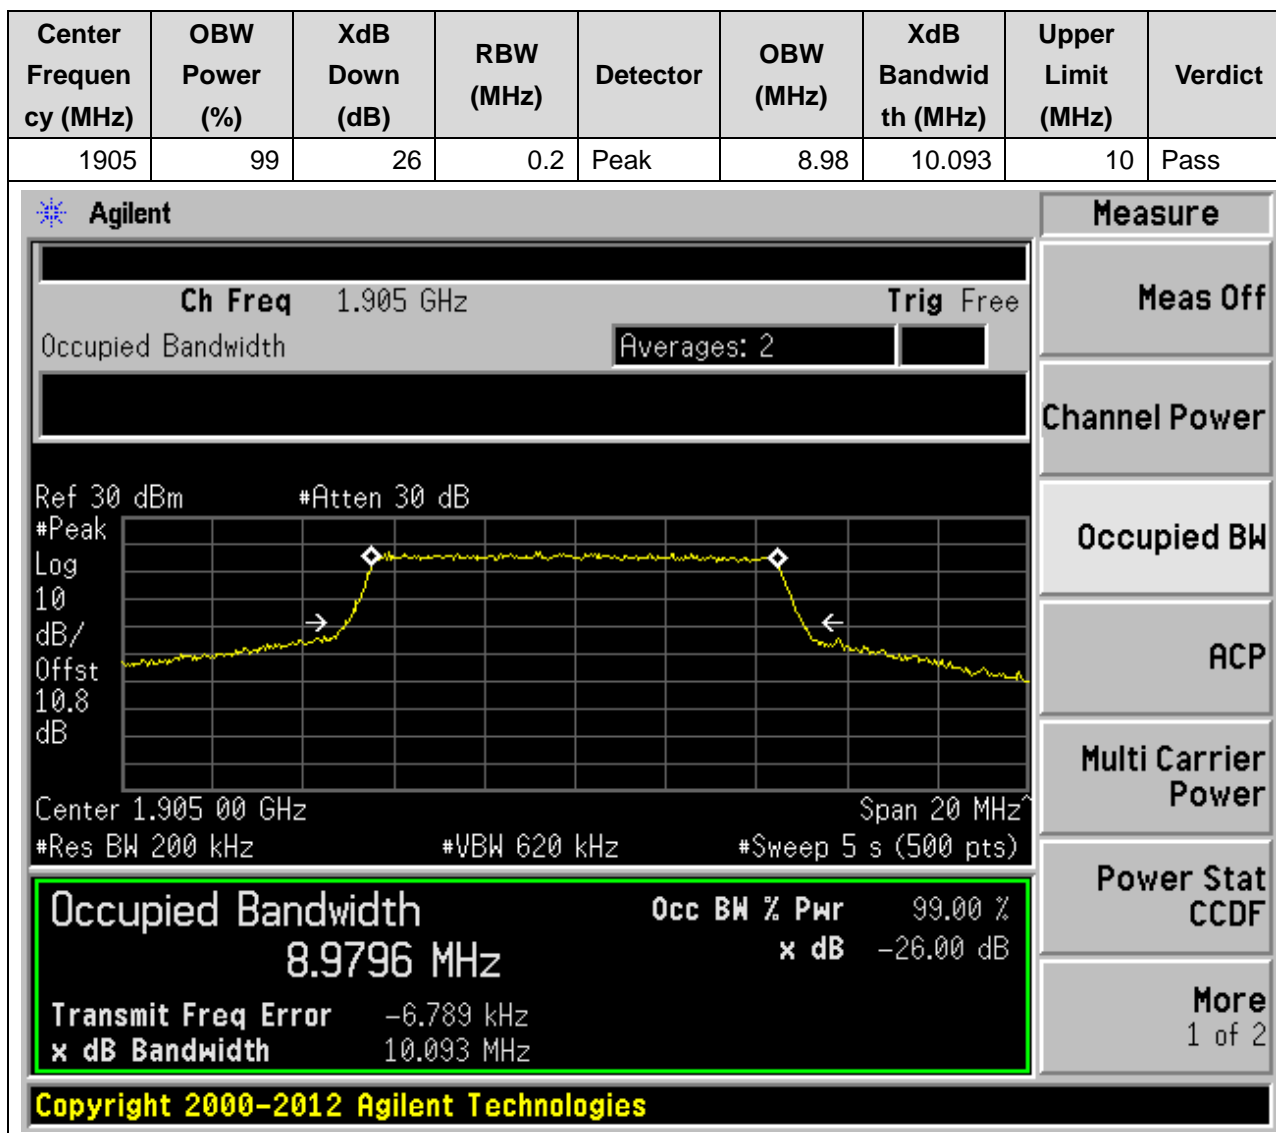 Center Frequen cy (MHz) | OBW Power (%) | XdB Down (dB) | RBW (MHz) | Detector | OBW (MHz) | XdB Bandwid th (MHz) | Upper Limit (MHz) | Verdict
1905 | 99 | 26 | 0.2 | Peak | 8.98 | 10.093 | 10 | Pass
Agilent
Measure
Ch Freq 1.905 GHz Trig Free
Occupied Bandwidth Averages: 2
Meas Off
Channel Power
Occupied BW
ACP
Multi Carrier
Power
Power Stat
CCDF
More
1 of 2
Ref 30 dBm #Atten 30 dB
#Peak
Log
10
dB/
Offst
10.8
dB
Center 1.905 00 GHz Span 20 MHz^
#Res BW 200 kHz #VBW 620 kHz #Sweep 5 s (500 pts)
Occupied Bandwidth Occ BW % Pwr 99.00 %
8.9796 MHz x dB -26.00 dB
Transmit Freq Error -6.789 kHz
x dB Bandwidth 10.093 MHz
Copyright 2000-2012 Agilent Technologies